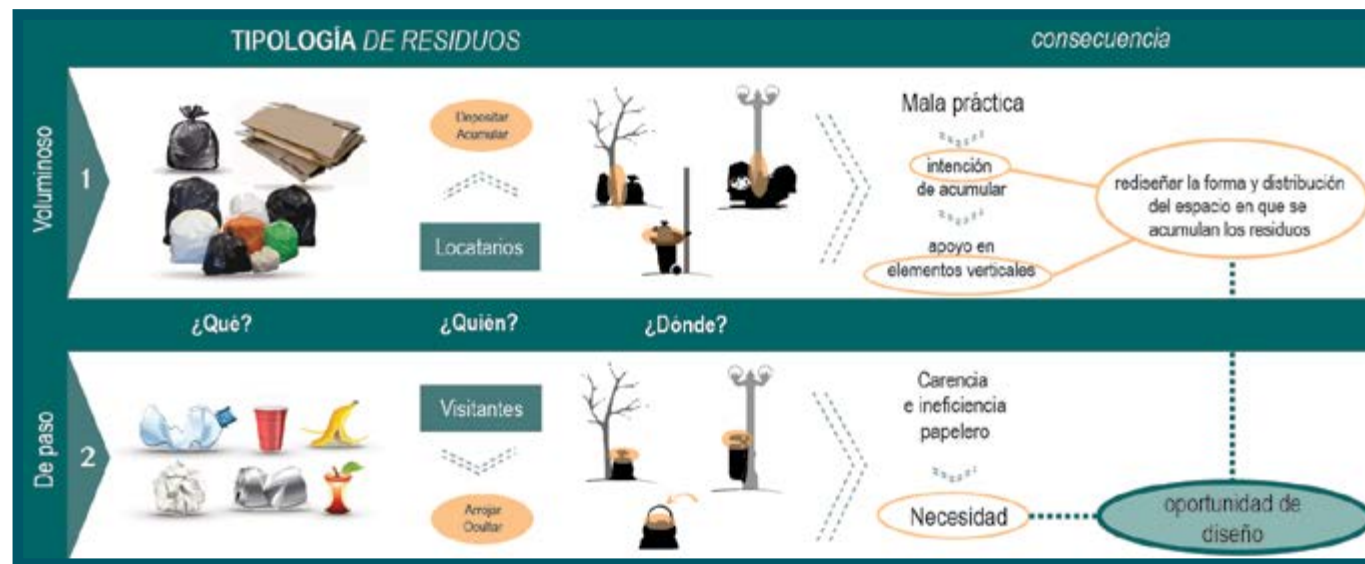 TIPOLOGÍA DE RESIDUOS
consecuencia
Voluminoso
1
Depositar
Acumular
Locatarios
Mala práctica
intención
de acumular
apoyo en
elementos verticales
rediseñar la forma y distribución
del espacio en que se
acumulan los residuos
¿Qué?
¿Quién?
¿Dónde?
De paso
2
Visitantes
Arrojar
Ocultar
Carencia
e ineficiencia
papelero
Necesidad
oportunidad de
diseño